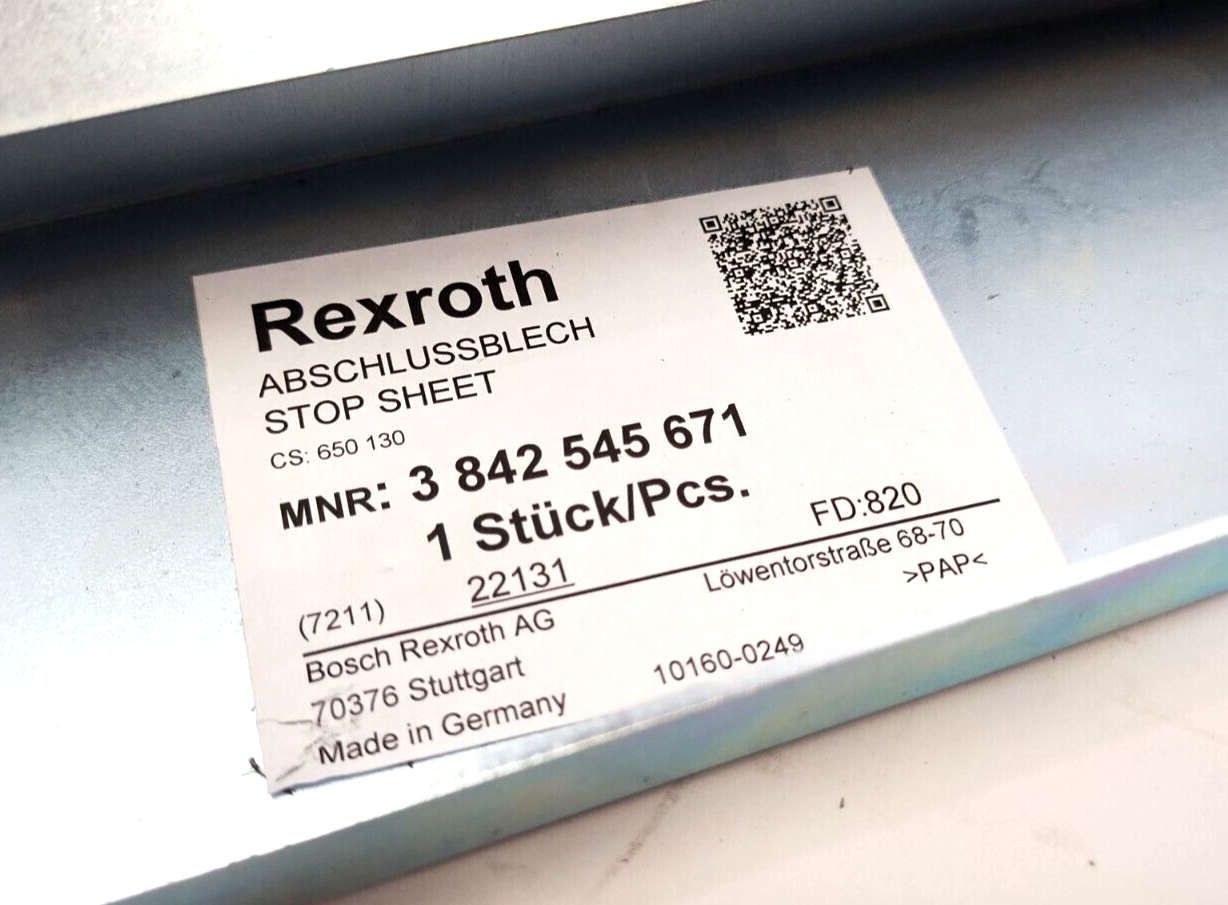 Rexroth
ABSCHLUSSBLECH
STOP SHEET
CS: 650 130
MNR: 3 842 545 671
1 Stück/Pcs.
(7211) 22131 FD:820
Bosch Rexroth AG Löwentorstraße 68-70
70376 Stuttgart >PAP<
Made in Germany 10160-0249